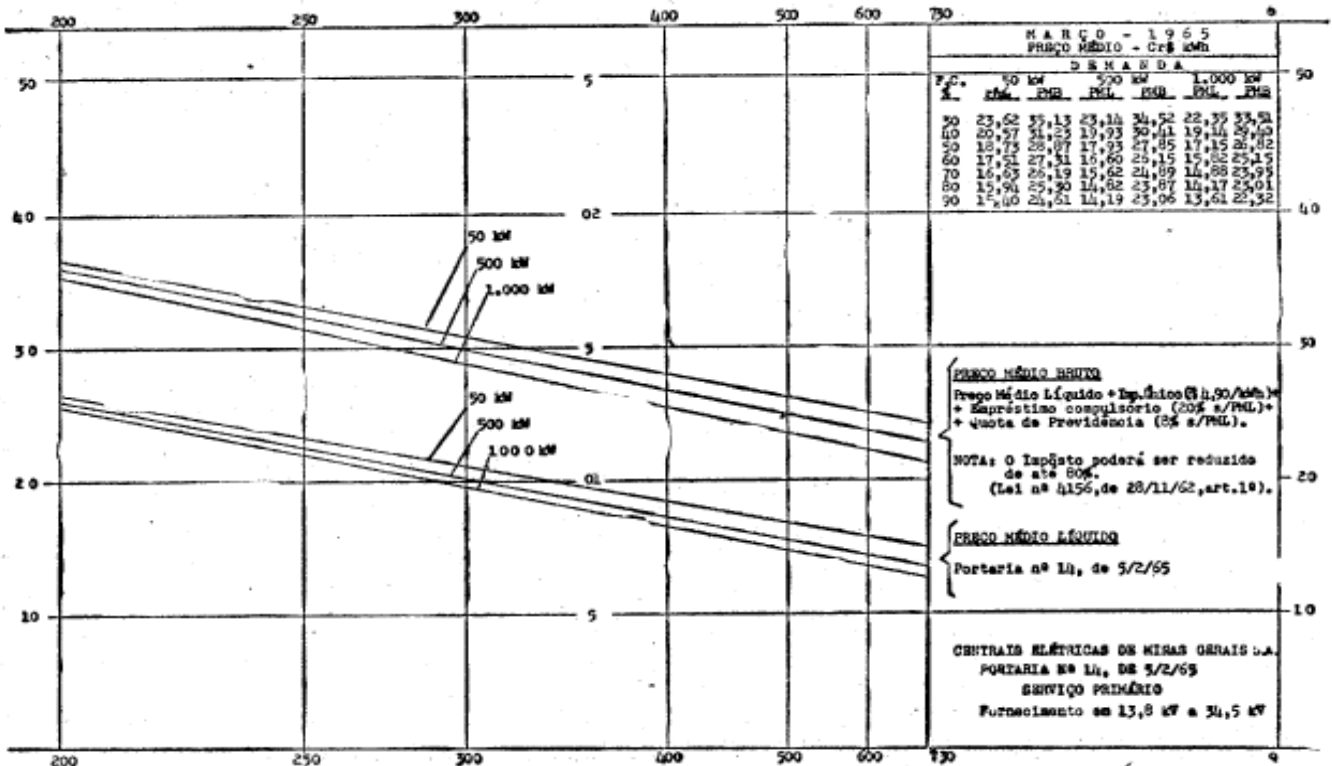 200 250 300 400 500 600 730
MARÇO - 1965
PREÇO MÉDIO - Cr$ kWh
DEMANDA
F.C. 50 kW 500 kW 1.000 kW
% PML PMB PML PMB PML PMB
30 23,62 35,13 23,14 34,52 22,35 33,51
40 20,57 31,23 19,93 30,41 19,14 29,40
50 18,73 28,87 17,93 27,85 17,15 26,82
60 17,51 27,31 16,60 26,15 15,82 25,15
70 16,63 26,19 15,62 24,89 14,88 23,95
80 15,94 25,30 14,82 23,87 14,17 23,01
90 24,61 14,19 23,06 13,61 22,32
50 5 50
40 02 40
50 kW
500 kW
1.000 kW
30 30
PREÇO MÉDIO BRUTO
Preço Médio Líquido + Imp.Único 4,90/kWh)+
+ Empréstimo compulsório (20% s/PML)+
+ Quota de Previdência (8% s/PML).
50 kW
500 kW
1000 kW
NOTA: O Impôsto poderá ser reduzido
de até 80%.
(Lei nº 4156,de 28/11/62,art.1º).
20 01 20
PREÇO MÉDIO LÍQUIDO
Portaria nº 14, de 5/2/65
10 5 10
CENTRAIS ELÉTRICAS DE MINAS GERAIS S.A.
PORTARIA Nº 14, DE 5/2/65
SERVIÇO PRIMÁRIO
Fornecimento em 13,8 kV a 34,5 kV
200 250 300 400 500 600 730